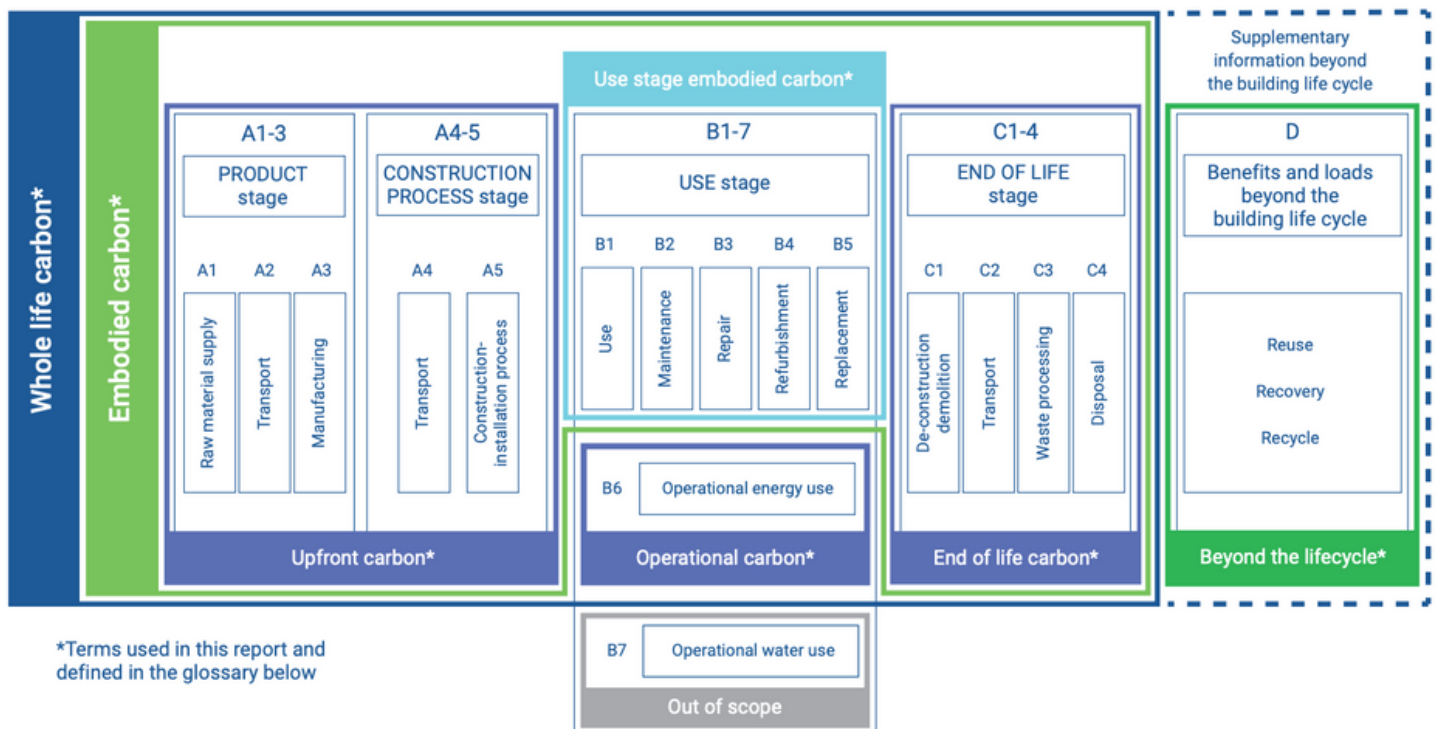 Whole life carbon*
Embodied carbon*
Supplementary
information beyond
the building life cycle
Use stage embodied carbon*
A1-3
PRODUCT
stage
A4-5
CONSTRUCTION
PROCESS stage
B1-7
USE stage
C1-4
END OF LIFE
stage
D
Benefits and loads
beyond the
building life cycle
A1
Raw material supply
A2
Transport
A3
Manufacturing
A4
Transport
A5
Construction-
installation process
B1
Use
B2
Maintenance
B3
Repair
B4
Refurbishment
B5
Replacement
C1
De-construction
demolition
C2
Transport
C3
Waste processing
C4
Disposal
Reuse
Recovery
Recycle
B6
Operational energy use
Upfront carbon*
Operational carbon*
End of life carbon*
Beyond the lifecycle*
B7
Operational water use
Out of scope
*Terms used in this report and
defined in the glossary below